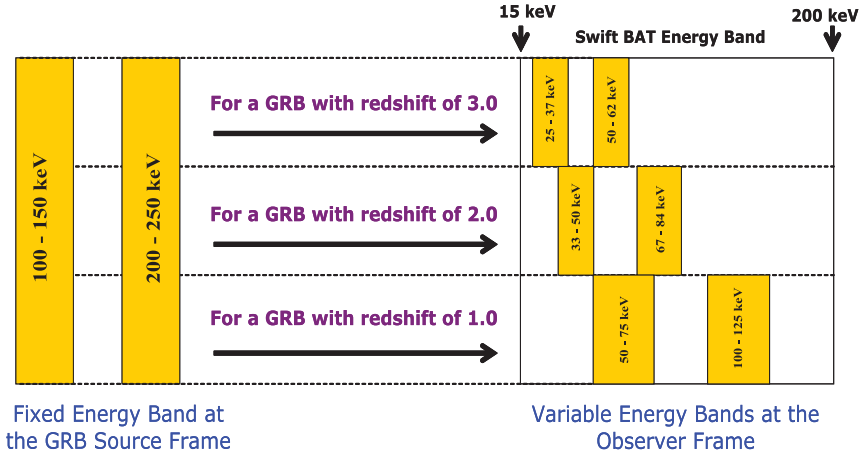 15 keV
200 keV
Swift BAT Energy Band
100 - 150 keV
200 - 250 keV
For a GRB with redshift of 3.0
25 - 37 keV
50 - 62 keV
For a GRB with redshift of 2.0
33 - 50 keV
67 - 84 keV
For a GRB with redshift of 1.0
50 - 75 keV
100 - 125 keV
Fixed Energy Band at
the GRB Source Frame
Variable Energy Bands at the
Observer Frame